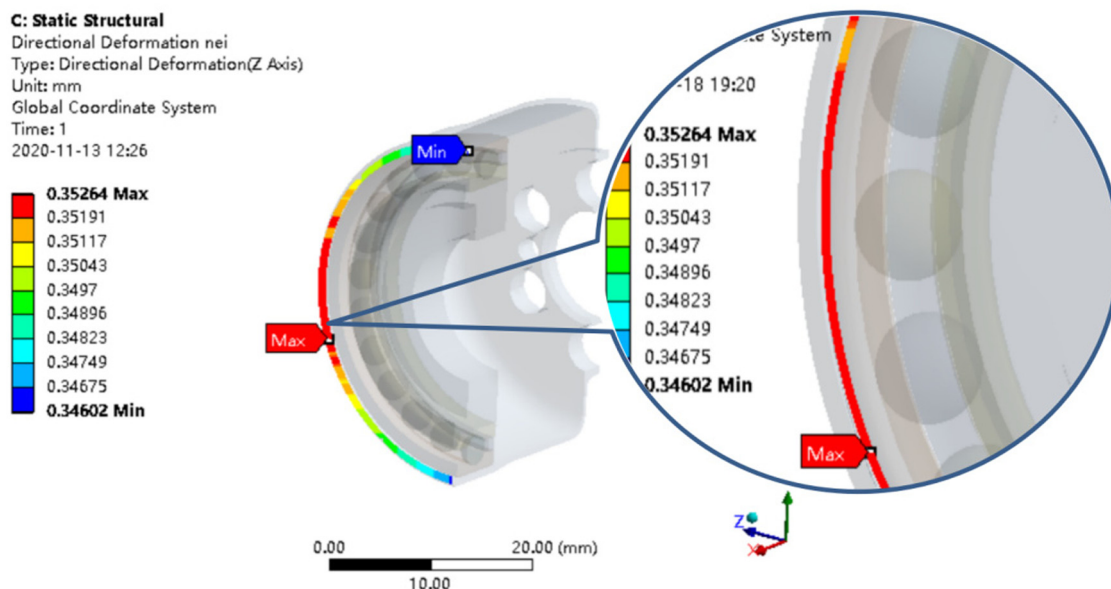 C: Static Structural
Directional Deformation nei
Type: Directional Deformation(Z Axis)
Unit: mm
Global Coordinate System
Time: 1
2020-11-13 12:26
0.35264 Max
0.35191
0.35117
0.35043
0.3497
0.34896
0.34823
0.34749
0.34675
0.34602 Min
Min
Max
System
-18 19:20
0.35264 Max
0.35191
0.35117
0.35043
0.3497
0.34896
0.34823
0.34749
0.34675
0.34602 Min
Max
Z
X
0.00
20.00 (mm)
10.00